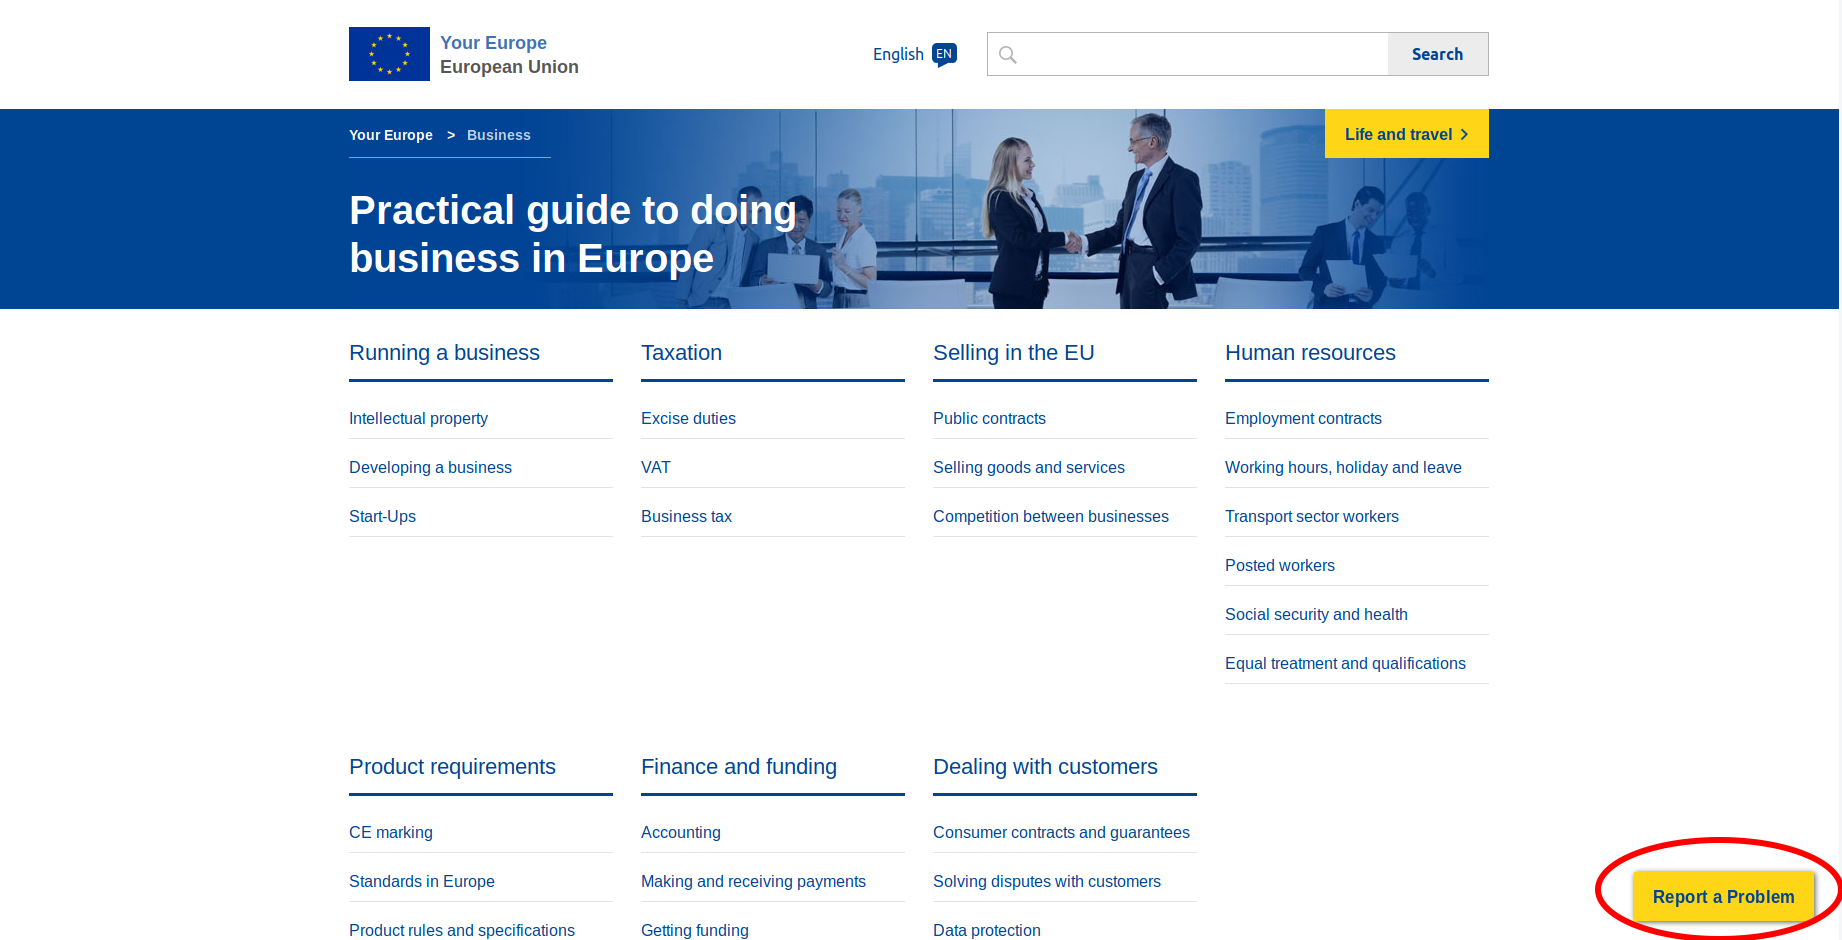 Your Europe
European Union
English EN
Search
Your Europe > Business
Life and travel >
Practical guide to doing
business in Europe
Running a business
Intellectual property
Developing a business
Start-Ups
Taxation
Excise duties
VAT
Business tax
Selling in the EU
Public contracts
Selling goods and services
Competition between businesses
Human resources
Employment contracts
Working hours, holiday and leave
Transport sector workers
Posted workers
Social security and health
Equal treatment and qualifications
Product requirements
CE marking
Standards in Europe
Product rules and specifications
Finance and funding
Accounting
Making and receiving payments
Getting funding
Dealing with customers
Consumer contracts and guarantees
Solving disputes with customers
Data protection
Report a Problem